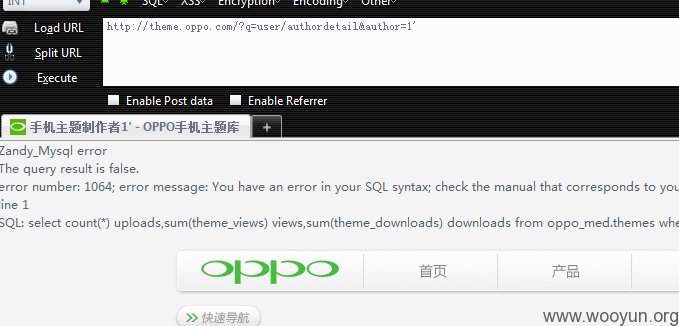 INT SQL XSS Encryption Encoding Other
Load URL
http://theme.oppo.com/?q=user/authordetail&author=1'
Split URL
Execute
Enable Post data Enable Referrer
手机主题制作者1' - OPPO手机主题库 +
Zandy_Mysql error
The query result is false.
error number: 1064; error message: You have an error in your SQL syntax; check the manual that corresponds to you
line 1
SQL: select count(*) uploads,sum(theme_views) views,sum(theme_downloads) downloads from oppo_med.themes whe
oppo 首页 产品
>> 快速导航
www.wooyun.org